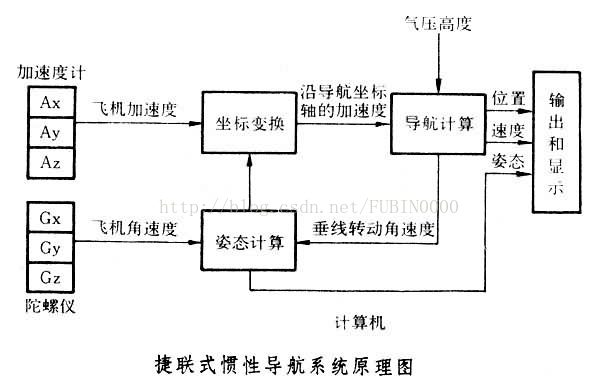 气压高度
加速度计
Ax
Ay
Az
飞机加速度
坐标变换
沿导航坐标
轴的加速度
导航计算
位置
速度
姿态
输出和显示
http://blog.csdn.net/FUBIN0000
Gx
Gy
Gz
陀螺仪
飞机角速度
姿态计算
垂线转动角速度
计算机
捷联式惯性导航系统原理图